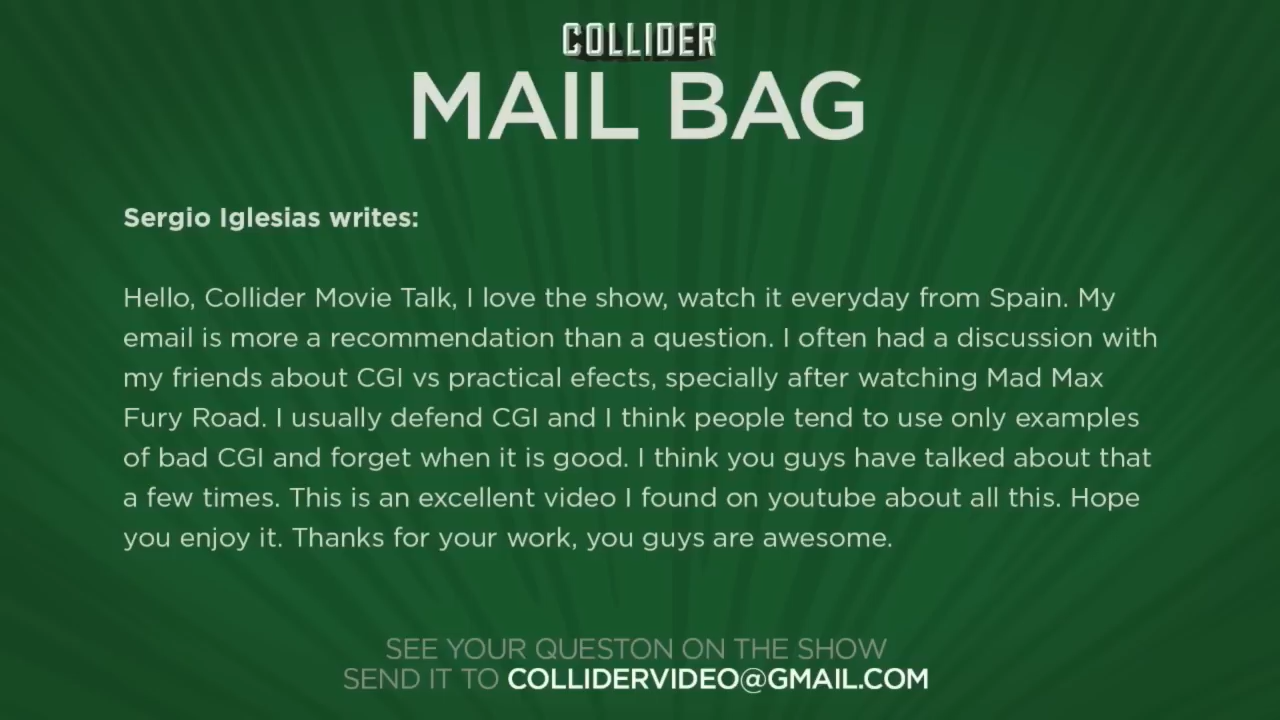 COLLIDER
MAIL BAG
Sergio Iglesias writes:
Hello, Collider Movie Talk, I love the show, watch it everyday from Spain. My
email is more a recommendation than a question. I often had a discussion with
my friends about CGI vs practical efects, specially after watching Mad Max
Fury Road. I usually defend CGI and I think people tend to use only examples
of bad CGI and forget when it is good. I think you guys have talked about that
a few times. This is an excellent video I found on youtube about all this. Hope
you enjoy it. Thanks for your work, you guys are awesome.
SEE YOUR QUESTON ON THE SHOW
SEND IT TO COLLIDERVIDEO@GMAIL.COM